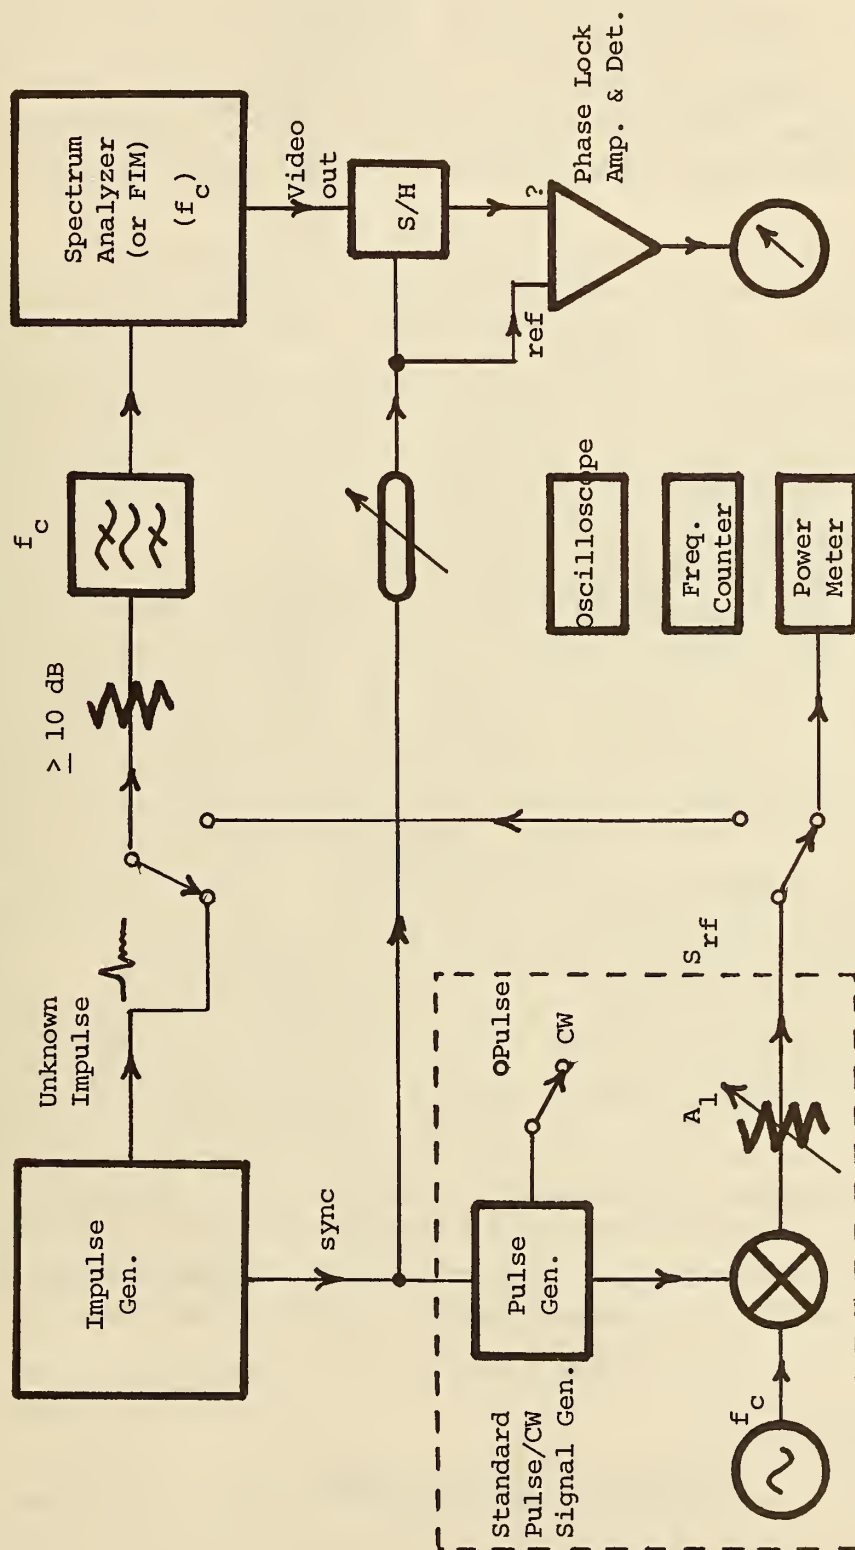 Impulse
Gen.
Unknown
Impulse
≥ 10 dB
f_c
Spectrum
Analyzer
(or FIM)
(f_c)
Video
out
sync
S/H
ref
?
Phase Lock
Amp. & Det.
Standard
Pulse/CW
Signal Gen.
Pulse
Gen.
Pulse
CW
f_c
A_1
S_rf
Oscilloscope
Freq.
Counter
Power
Meter